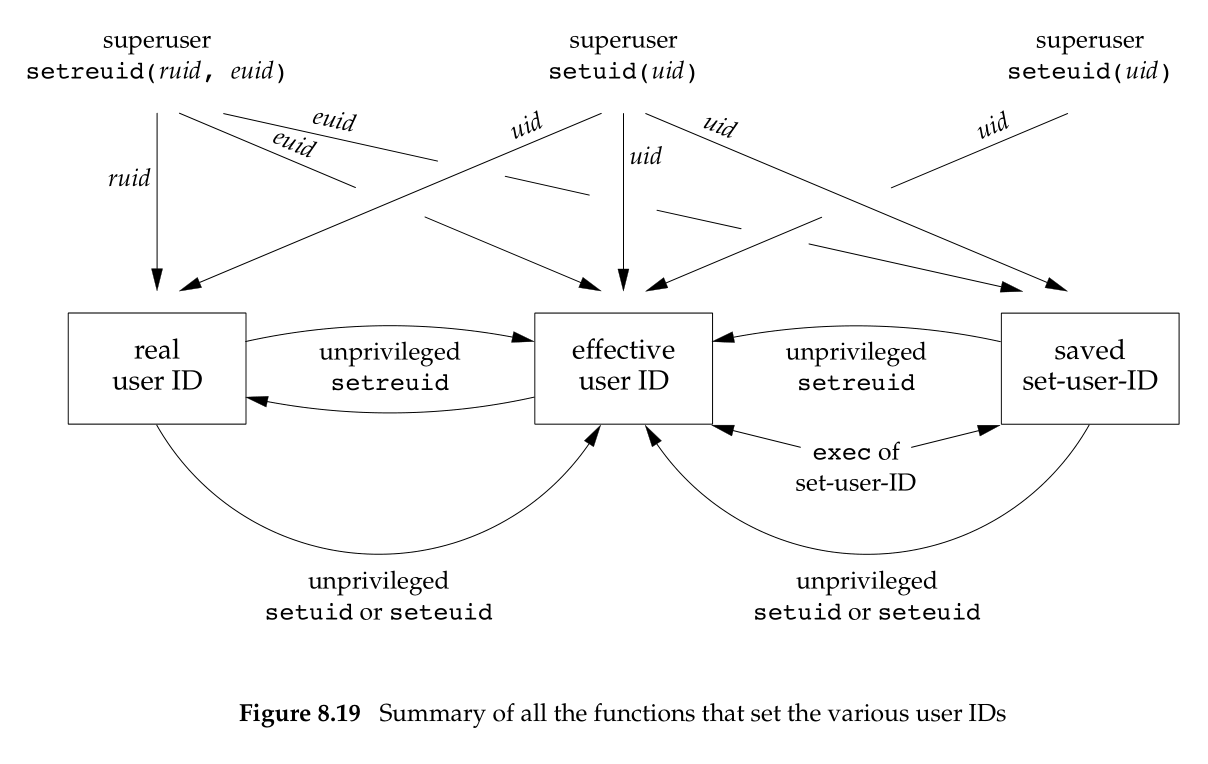 superuser
setreuid(ruid, euid)
superuser
setuid(uid)
superuser
seteuid(uid)
euid
euid
ruid
uid
uid
uid
uid
real
user ID
unprivileged
setreuid
effective
user ID
unprivileged
setreuid
saved
set-user-ID
exec of
set-user-ID
unprivileged
setuid or seteuid
unprivileged
setuid or seteuid
Figure 8.19 Summary of all the functions that set the various user IDs